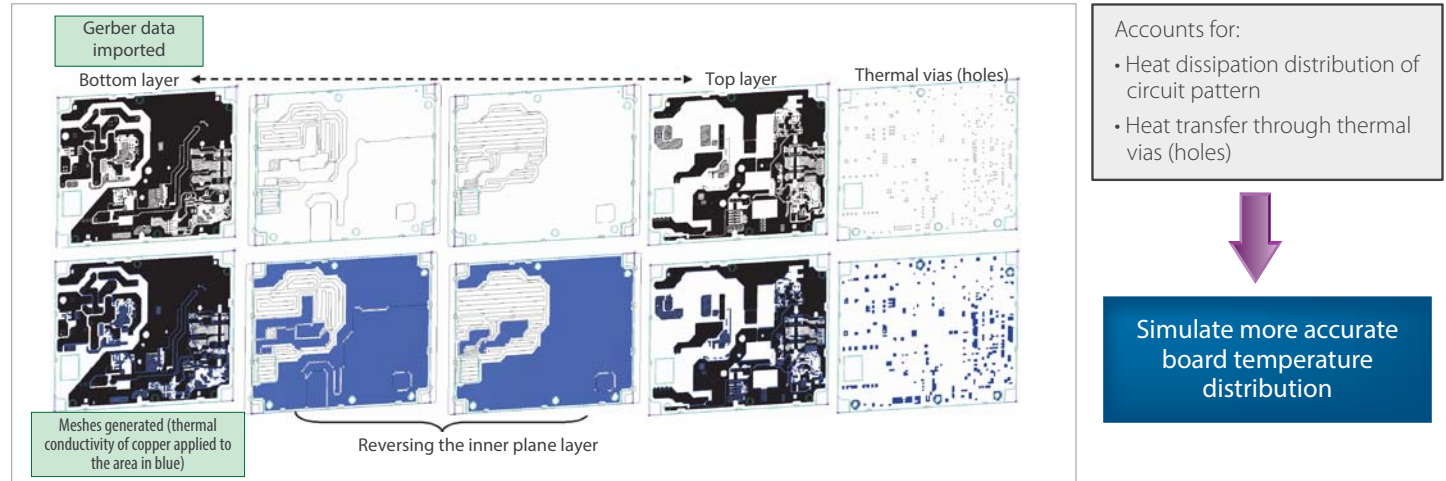 Gerber data
imported
Bottom layer
Top layer
Thermal vias (holes)
Meshes generated (thermal
conductivity of copper applied to
the area in blue)
Reversing the inner plane layer
Accounts for:
• Heat dissipation distribution of
circuit pattern
• Heat transfer through thermal
vias (holes)
Simulate more accurate
board temperature
distribution